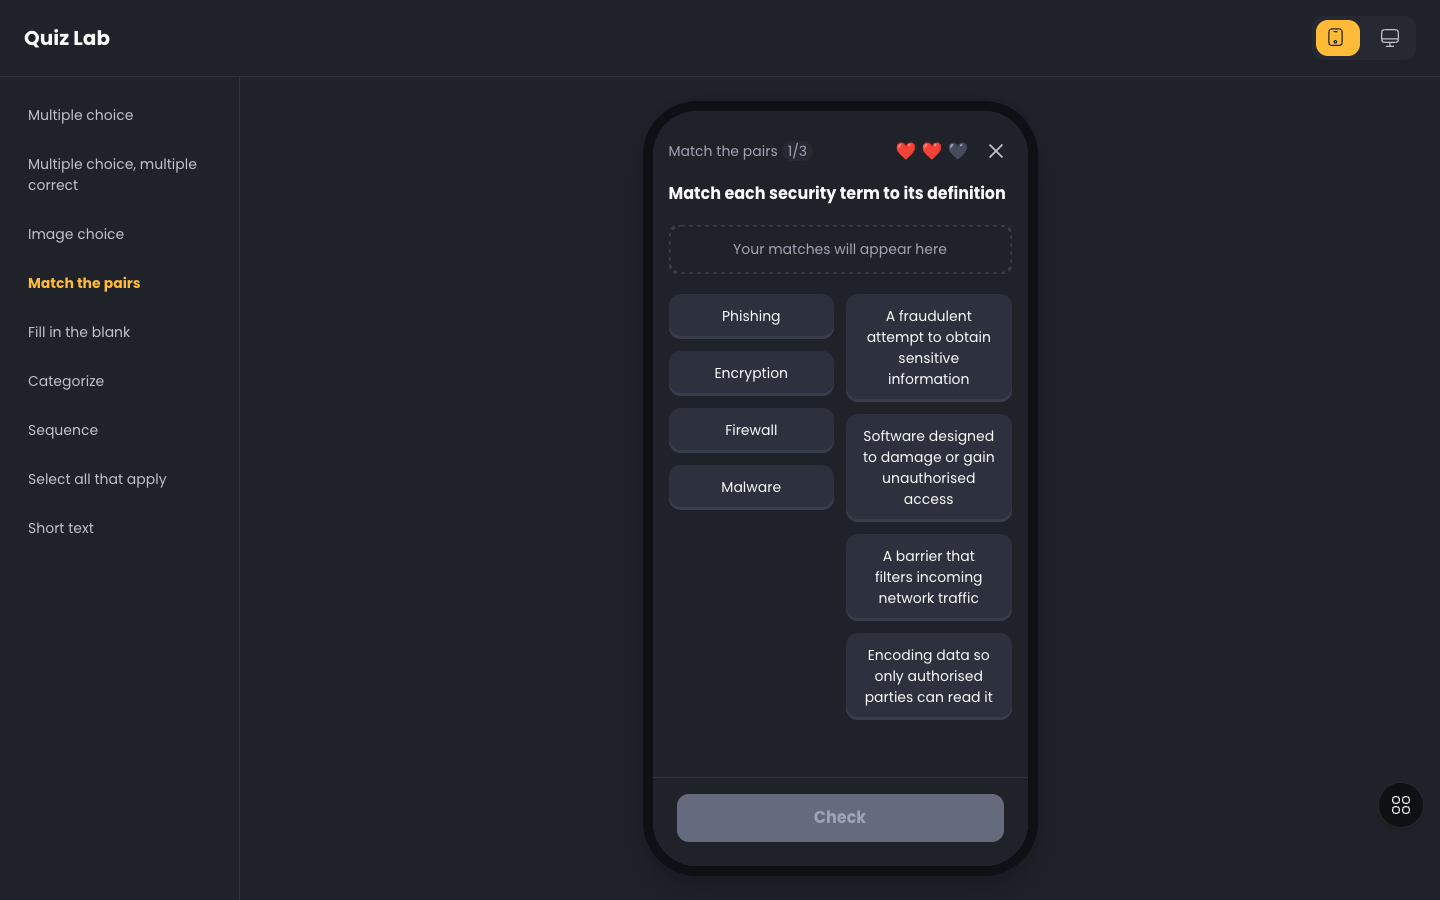 Quiz Lab
Multiple choice
Multiple choice, multiple
correct
Image choice
Match the pairs
Fill in the blank
Categorize
Sequence
Select all that apply
Short text
Match the pairs 1/3
Match each security term to its definition
Your matches will appear here
Phishing
Encryption
Firewall
Malware
A fraudulent
attempt to obtain
sensitive
information
Software designed
to damage or gain
unauthorised
access
A barrier that
filters incoming
network traffic
Encoding data so
only authorised
parties can read it
Check